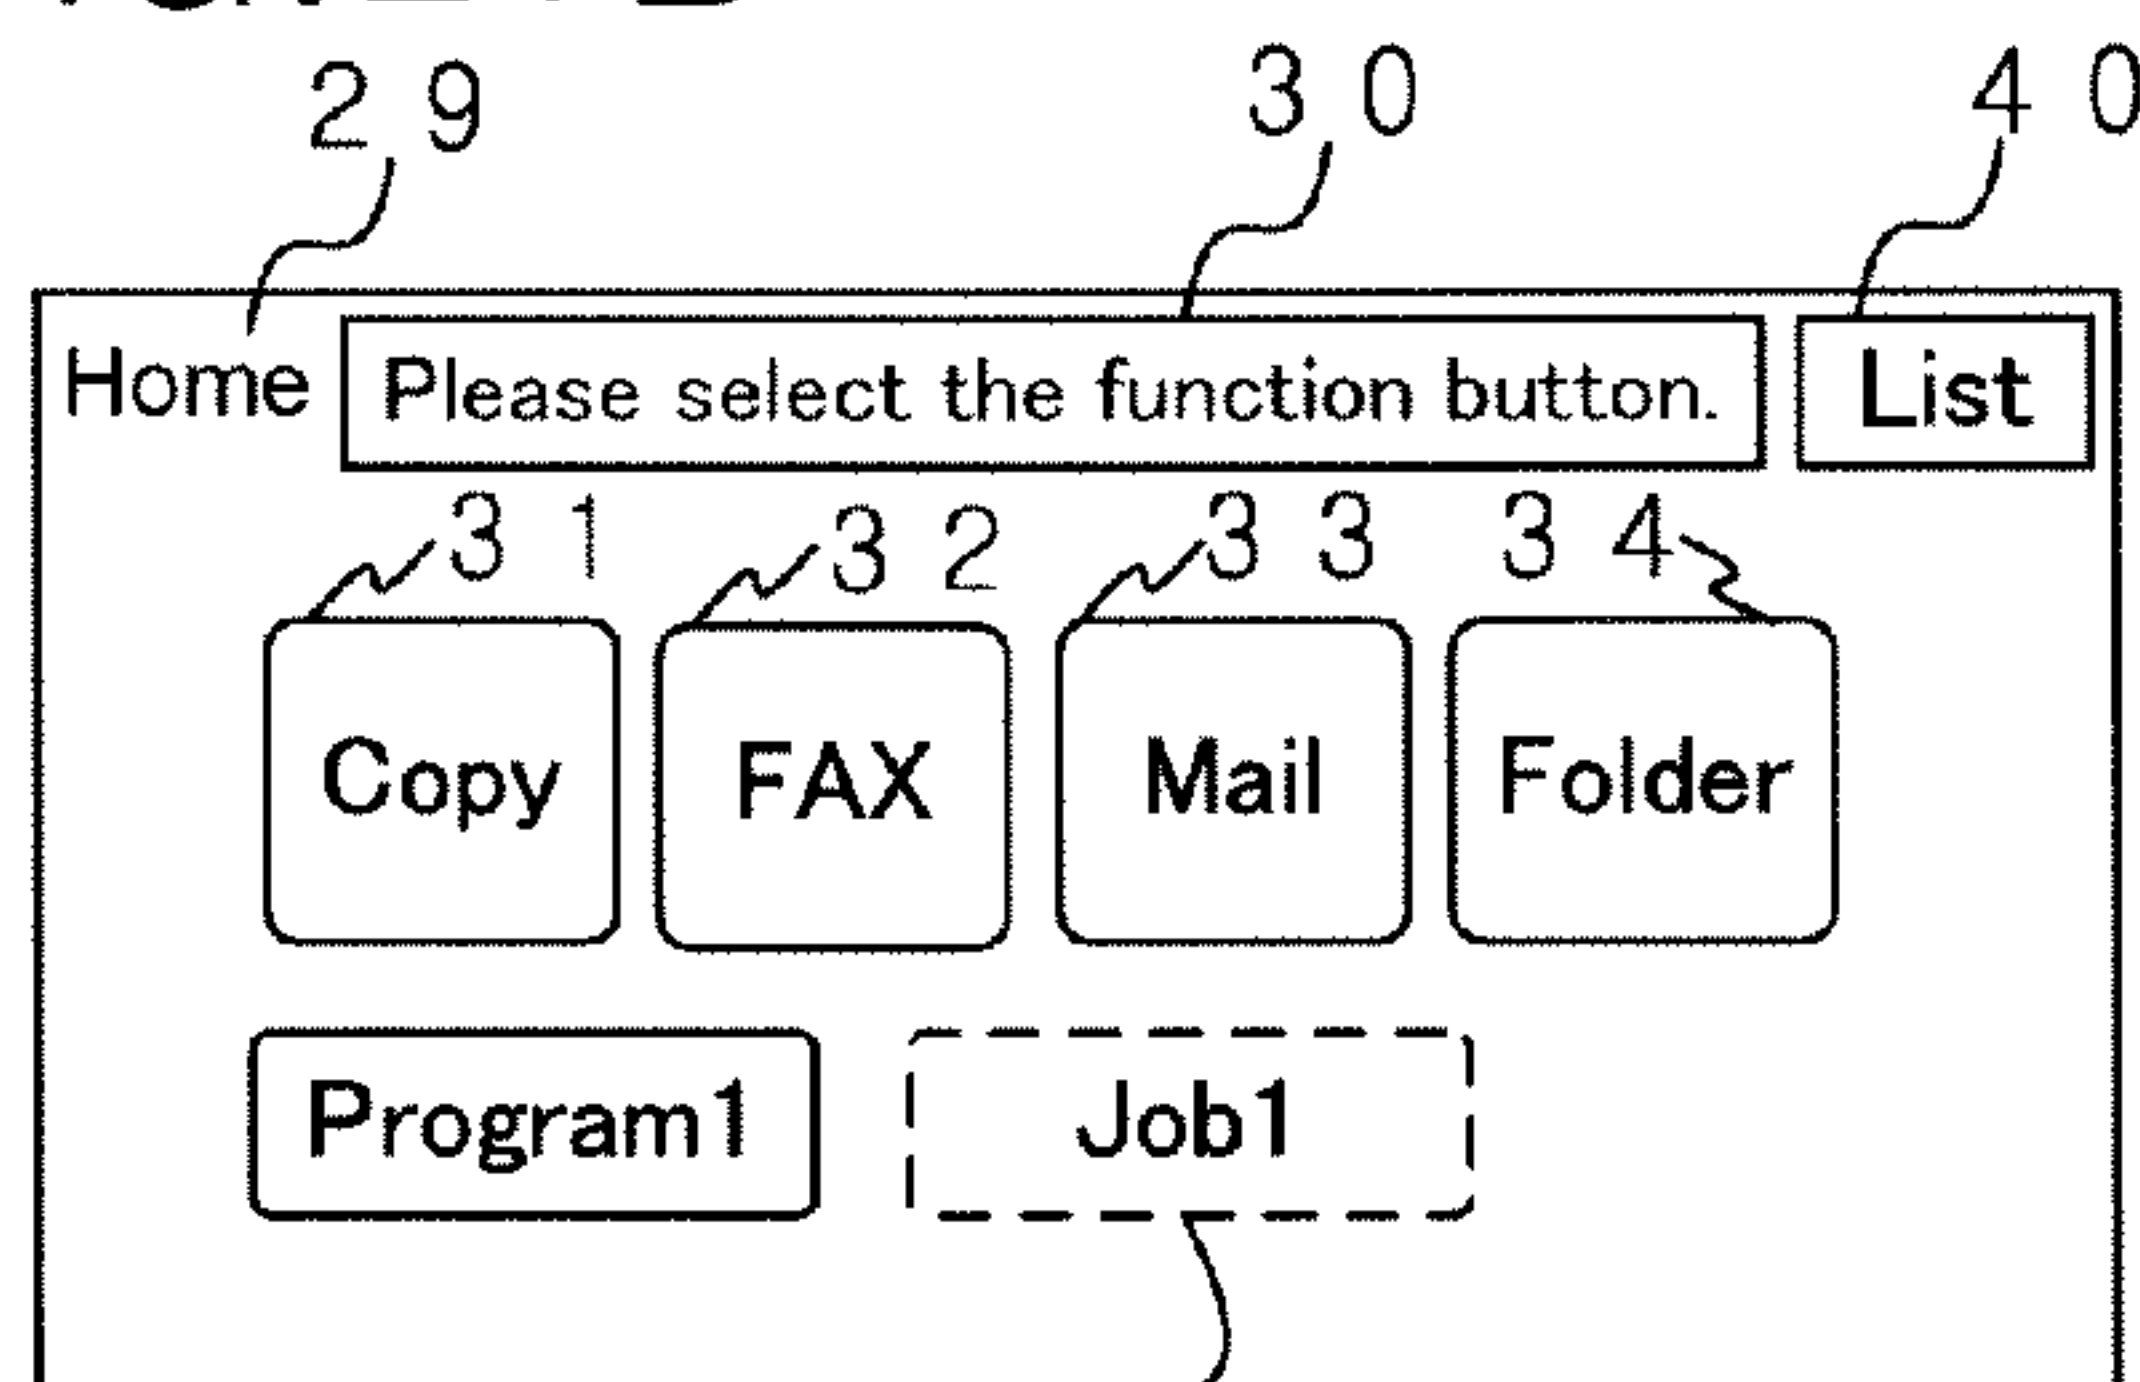 29 30 40
Home Please select the function button. List
31 32 33 34
Copy FAX Mail Folder
Program1 Job1